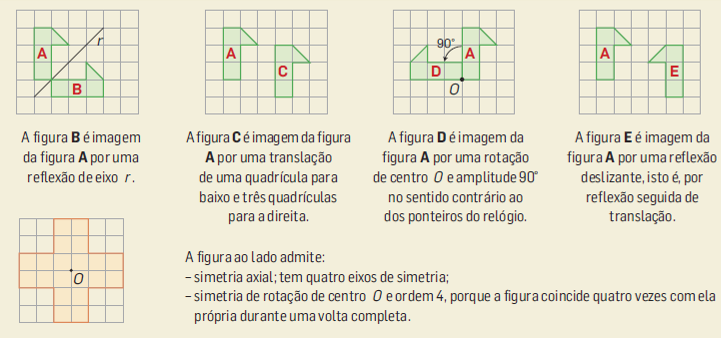 A
r
B
A
C
90°
A
D
O
A
E
A figura B é imagem
da figura A por uma
reflexão de eixo r.
A figura C é imagem da figura
A por uma translação
de uma quadrícula para
baixo e três quadrículas
para a direita.
A figura D é imagem da
figura A por uma rotação
de centro O e amplitude 90°
no sentido contrário ao
dos ponteiros do relógio.
A figura E é imagem da
figura A por uma reflexão
deslizante, isto é, por
reflexão seguida de
translação.
O
A figura ao lado admite:
– simetria axial; tem quatro eixos de simetria;
– simetria de rotação de centro O e ordem 4, porque a figura coincide quatro vezes com ela
própria durante uma volta completa.